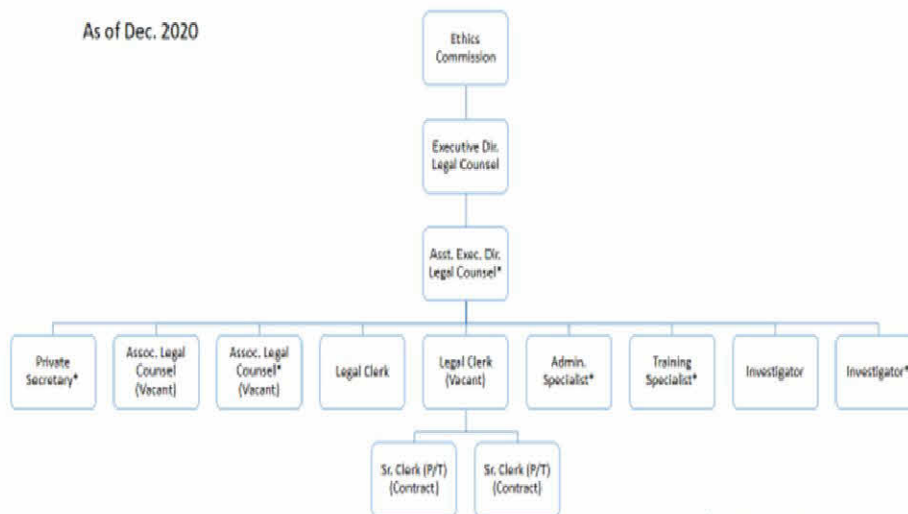 As of Dec. 2020
Ethics
Commission
Executive Dir.
Legal Counsel
Asst. Exec. Dir.
Legal Counsel*
Private
Secretary*
Assoc. Legal
Counsel
(Vacant)
Assoc. Legal
Counsel*
(Vacant)
Legal Clerk
Legal Clerk
(Vacant)
Admin.
Specialist*
Training
Specialist*
Investigator
Investigator*
Sr. Clerk (P/T)
(Contract)
Sr. Clerk (P/T)
(Contract)